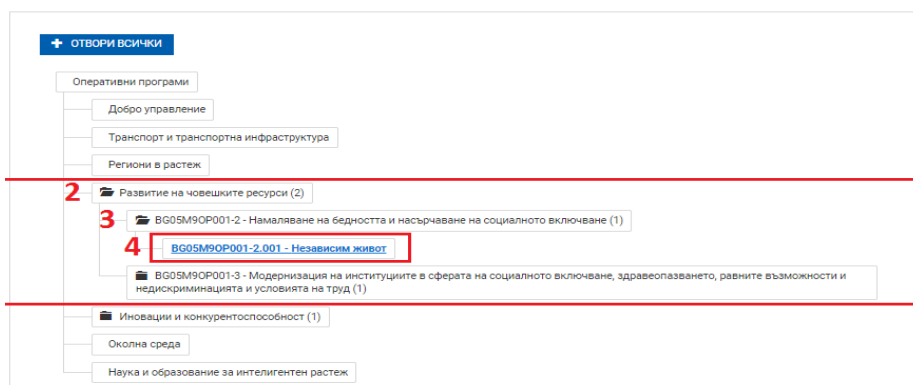 + ОТВОРИ ВСИЧКИ
Оперативни програми
Добро управление
Транспорт и транспортна инфраструктура
Региони в растеж
2 Развитие на човешките ресурси (2)
3 BG05M9OP001-2 - Намаляване на бедността и насърчаване на социалното включване (1)
4 BG05M9OP001-2.001 - Независим живот
BG05M9OP001-3 - Модернизация на институциите в сферата на социалното включване, здравеопазването, равните възможности и
недискриминацията и условията на труд (1)
Иновации и конкурентоспособност (1)
Околна среда
Наука и образование за интелигентен растеж